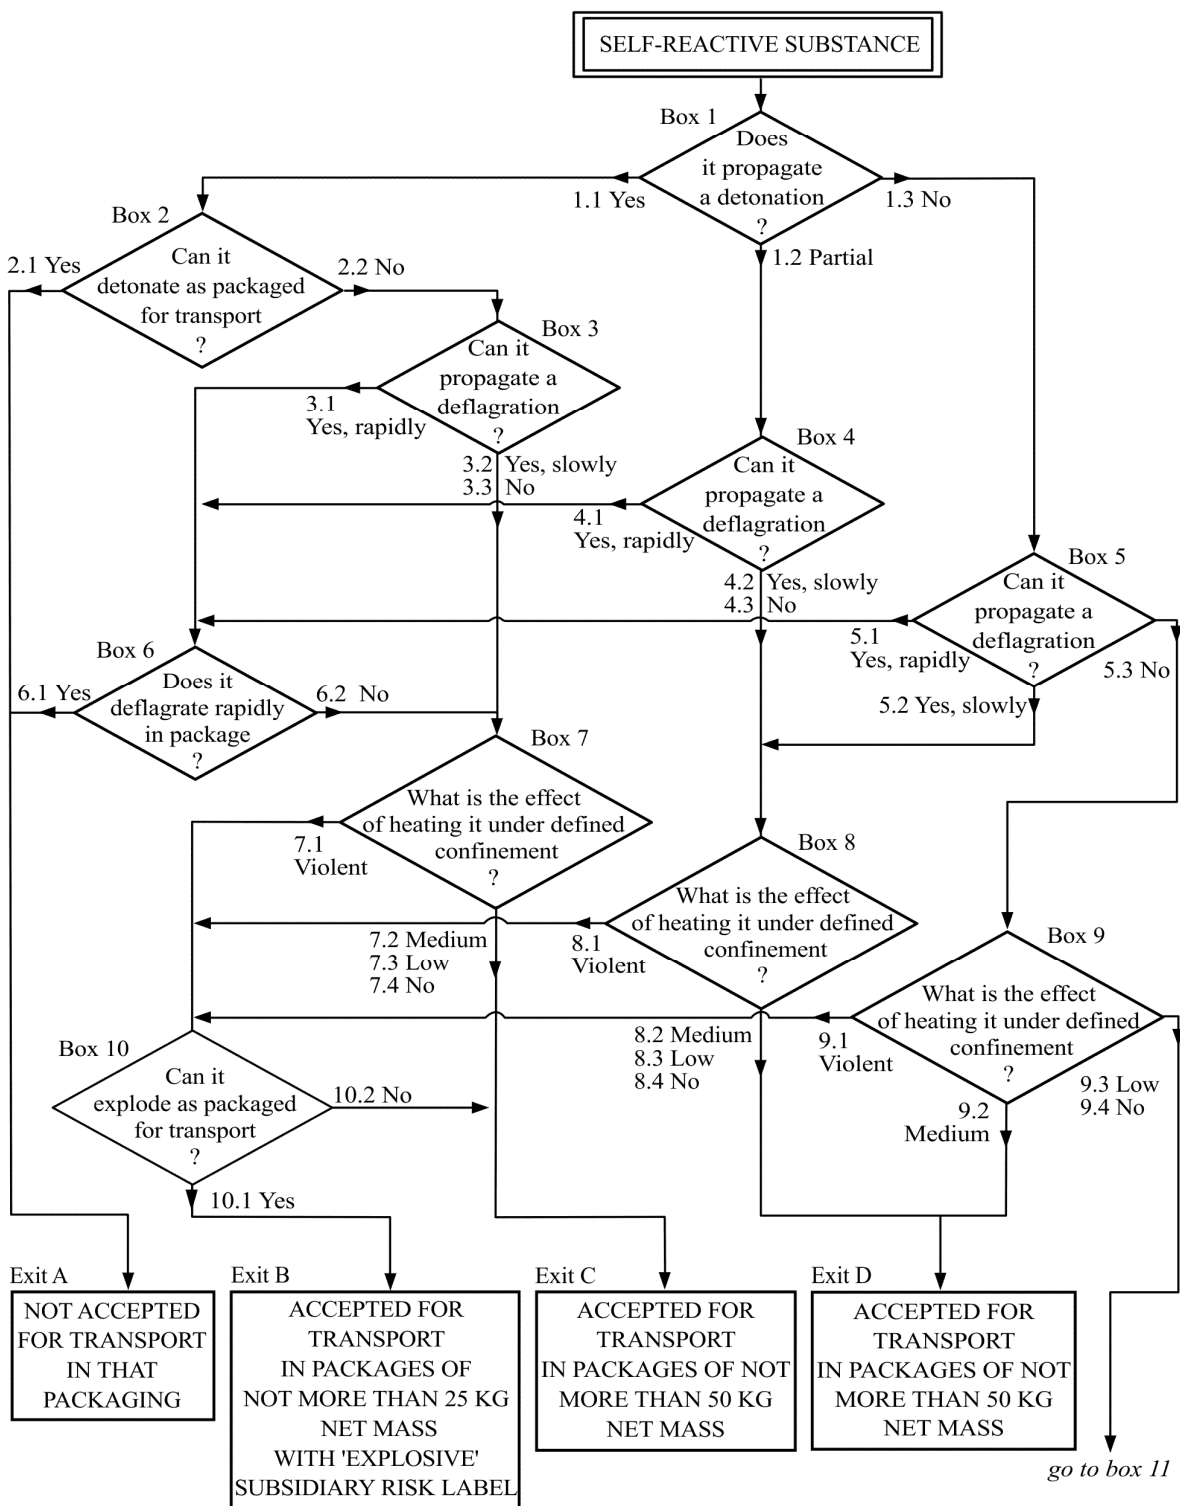 SELF-REACTIVE SUBSTANCE
Box 1
Does
it propagate
a detonation
?
1.1 Yes
1.3 No
1.2 Partial
Box 2
Can it
detonate as packaged
for transport
?
2.1 Yes
2.2 No
Box 3
Can it
propagate a
deflagration
?
3.1
Yes, rapidly
3.2 Yes, slowly
3.3 No
Box 4
Can it
propagate a
deflagration
?
4.1
Yes, rapidly
4.2 Yes, slowly
4.3 No
Box 5
Can it
propagate a
deflagration
?
5.1
Yes, rapidly
5.3 No
5.2 Yes, slowly
Box 6
Does it
deflagrate rapidly
in package
?
6.1 Yes
6.2 No
Box 7
What is the effect
of heating it under defined
confinement
?
7.1
Violent
7.2 Medium
7.3 Low
7.4 No
Box 8
What is the effect
of heating it under defined
confinement
?
8.1
Violent
8.2 Medium
8.3 Low
8.4 No
Box 9
What is the effect
of heating it under defined
confinement
?
9.1
Violent
9.2
Medium
9.3 Low
9.4 No
Box 10
Can it
explode as packaged
for transport
?
10.2 No
10.1 Yes
Exit A
NOT ACCEPTED
FOR TRANSPORT
IN THAT
PACKAGING
Exit B
ACCEPTED FOR
TRANSPORT
IN PACKAGES OF
NOT MORE THAN 25 KG
NET MASS
WITH 'EXPLOSIVE'
SUBSIDIARY RISK LABEL
Exit C
ACCEPTED FOR
TRANSPORT
IN PACKAGES OF NOT
MORE THAN 50 KG
NET MASS
Exit D
ACCEPTED FOR
TRANSPORT
IN PACKAGES OF NOT
MORE THAN 50 KG
NET MASS
go to box 11